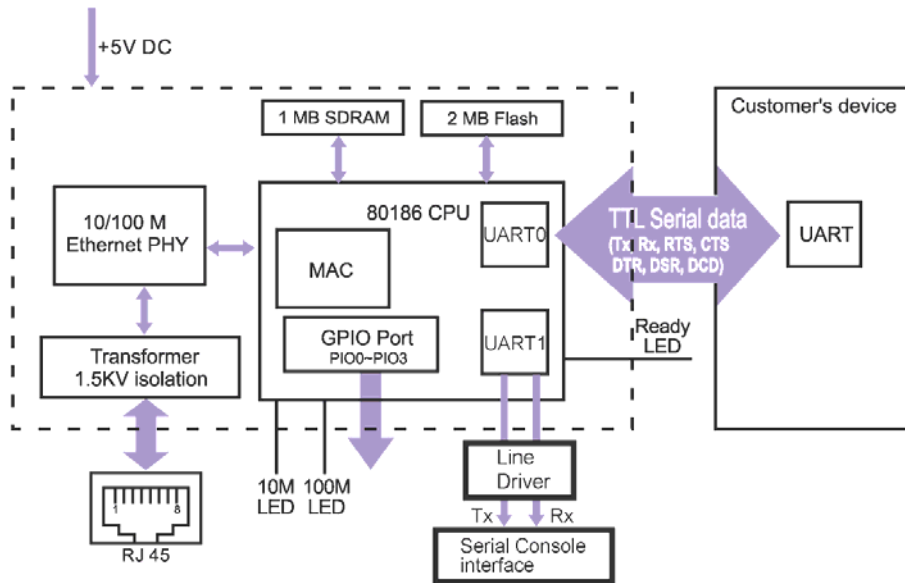 +5V DC
1 MB SDRAM
2 MB Flash
Customer's device
10/100 M
Ethernet PHY
80186 CPU
UART0
TTL Serial data
(Tx, Rx, RTS, CTS
DTR, DSR, DCD)
UART
MAC
GPIO Port
PIO0~PIO3
UART1
Ready
LED
Transformer
1.5KV isolation
Line
Driver
10M
LED
100M
LED
1
8
RJ 45
Tx
Rx
Serial Console
interface